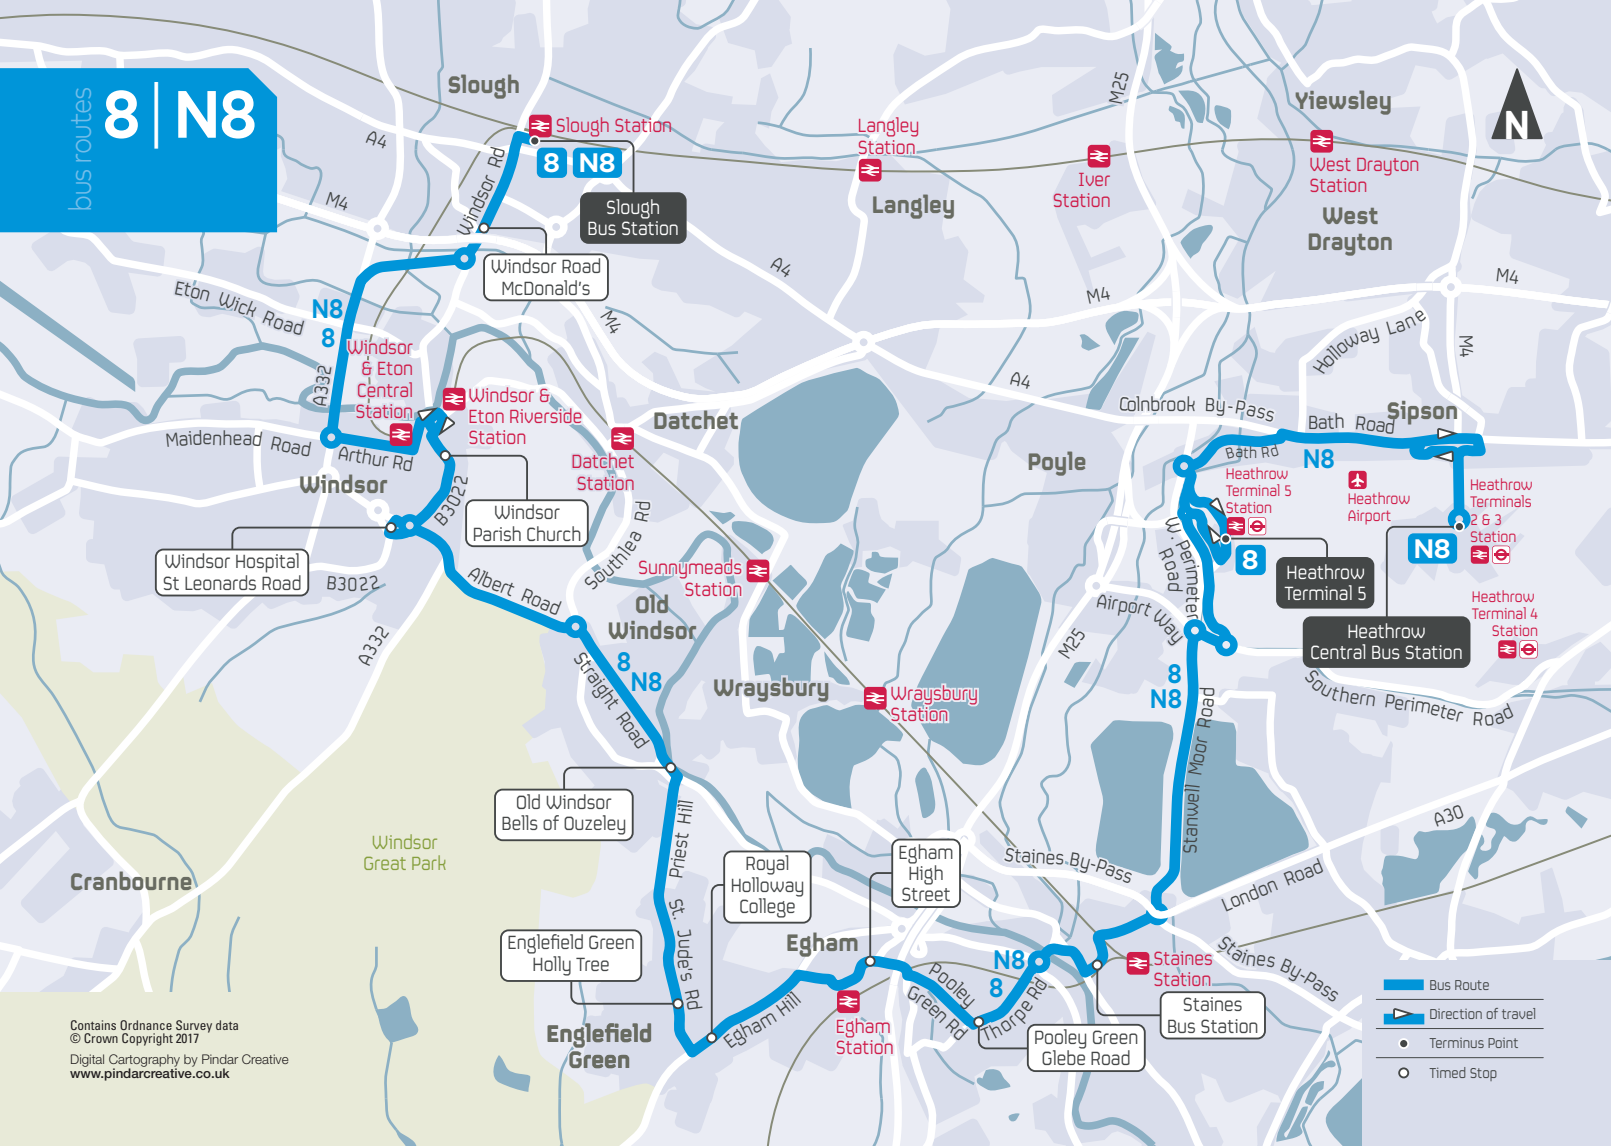 bus routes
8 | N8
Slough
Slough Station
8 N8
Slough
Bus Station
A4
M4
Windsor Rd
Windsor Road
McDonald's
Langley
Station
Langley
Iver
Station
M25
Yiewsley
West Drayton
Station
West
Drayton
N
A4
M4
M4
M4
M4
Eton Wick Road
N8
8
A332
Windsor
& Eton
Central
Station
Windsor &
Eton Riverside
Station
Maidenhead Road
Arthur Rd
Windsor
B3022
Windsor
Parish Church
Windsor Hospital
St Leonards Road
B3022
A332
Albert Road
Datchet
Datchet
Station
Southlea Rd
Sunnymeads
Station
Old
Windsor
8
N8
Straight Road
Wraysbury
Wraysbury
Station
Old Windsor
Bells of Ouzeley
Priest Hill
St. Jude's Rd
Windsor
Great Park
Cranbourne
Englefield Green
Holly Tree
Englefield
Green
Royal
Holloway
College
Egham Hill
Egham
Egham
High
Street
Egham
Station
Pooley
Green Rd
Thorpe Rd
N8
8
Pooley Green
Glebe Road
Staines
Station
Staines
Bus Station
Staines By-Pass
Staines By-Pass
London Road
A30
Stanwell Moor Road
8
N8
M25
Airport Way
W. Perimeter
Road
Southern Perimeter Road
A4
Colnbrook By-Pass
Poyle
Holloway Lane
Sipson
Bath Road
Bath Rd
N8
Heathrow
Terminal 5
Station
8
Heathrow
Terminal 5
Heathrow
Airport
Heathrow
Terminals
2 & 3
Station
N8
Heathrow
Central Bus Station
Heathrow
Terminal 4
Station
Bus Route
Direction of travel
Terminus Point
Timed Stop
Contains Ordnance Survey data
© Crown Copyright 2017
Digital Cartography by Pindar Creative
www.pindarcreative.co.uk